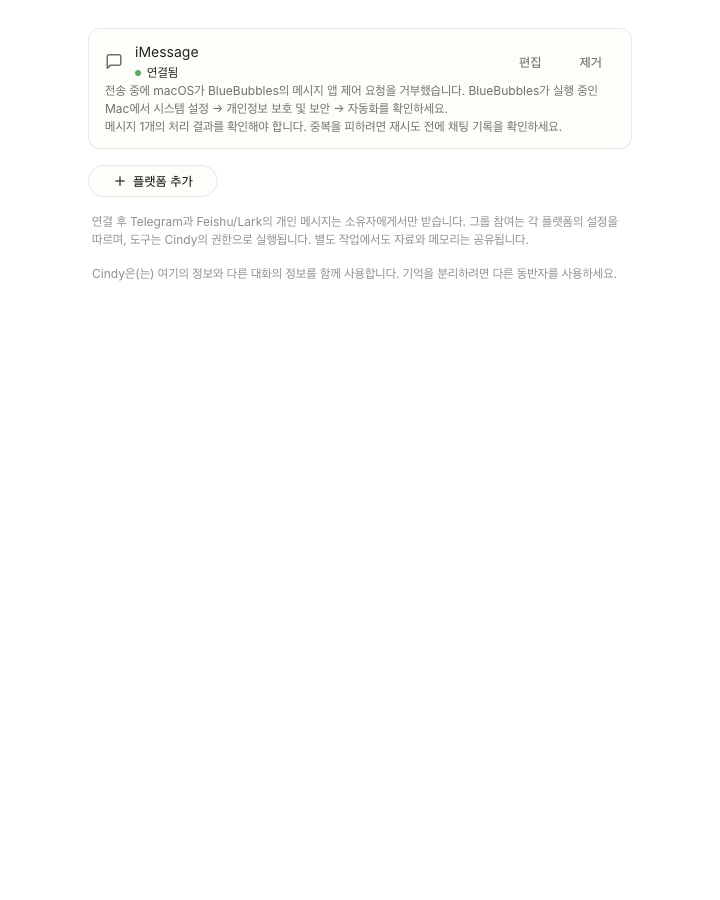 iMessage
연결됨
편집
제거
전송 중에 macOS가 BlueBubbles의 메시지 앱 제어 요청을 거부했습니다. BlueBubbles가 실행 중인
Mac에서 시스템 설정 → 개인정보 보호 및 보안 → 자동화를 확인하세요.
메시지 1개의 처리 결과를 확인해야 합니다. 중복을 피하려면 재시도 전에 채팅 기록을 확인하세요.
플랫폼 추가
연결 후 Telegram과 Feishu/Lark의 개인 메시지는 소유자에게서만 받습니다. 그룹 참여는 각 플랫폼의 설정을
따르며, 도구는 Cindy의 권한으로 실행됩니다. 별도 작업에서도 자료와 메모리는 공유됩니다.
Cindy은(는) 여기의 정보와 다른 대화의 정보를 함께 사용합니다. 기억을 분리하려면 다른 동반자를 사용하세요.